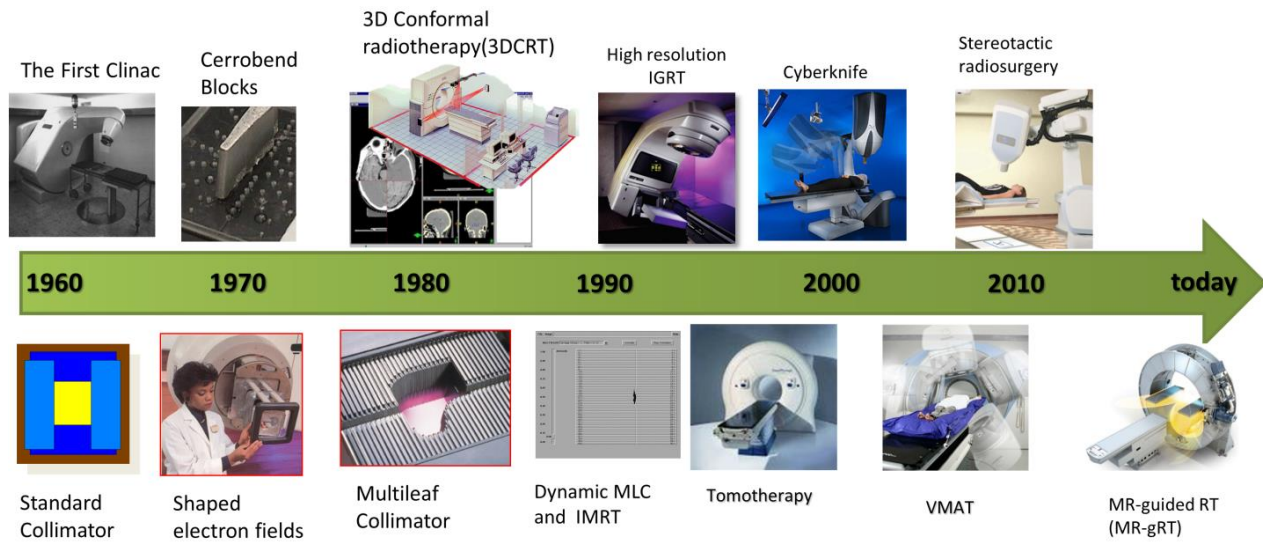 3D Conformal
radiotherapy(3DCRT)
The First Clinac
Cerrobend
Blocks
High resolution
IGRT
Cyberknife
Stereotactic
radiosurgery
1960
1970
1980
1990
2000
2010
today
Standard
Collimator
Shaped
electron fields
Multileaf
Collimator
Dynamic MLC
and IMRT
Tomotherapy
VMAT
MR-guided RT
(MR-gRT)